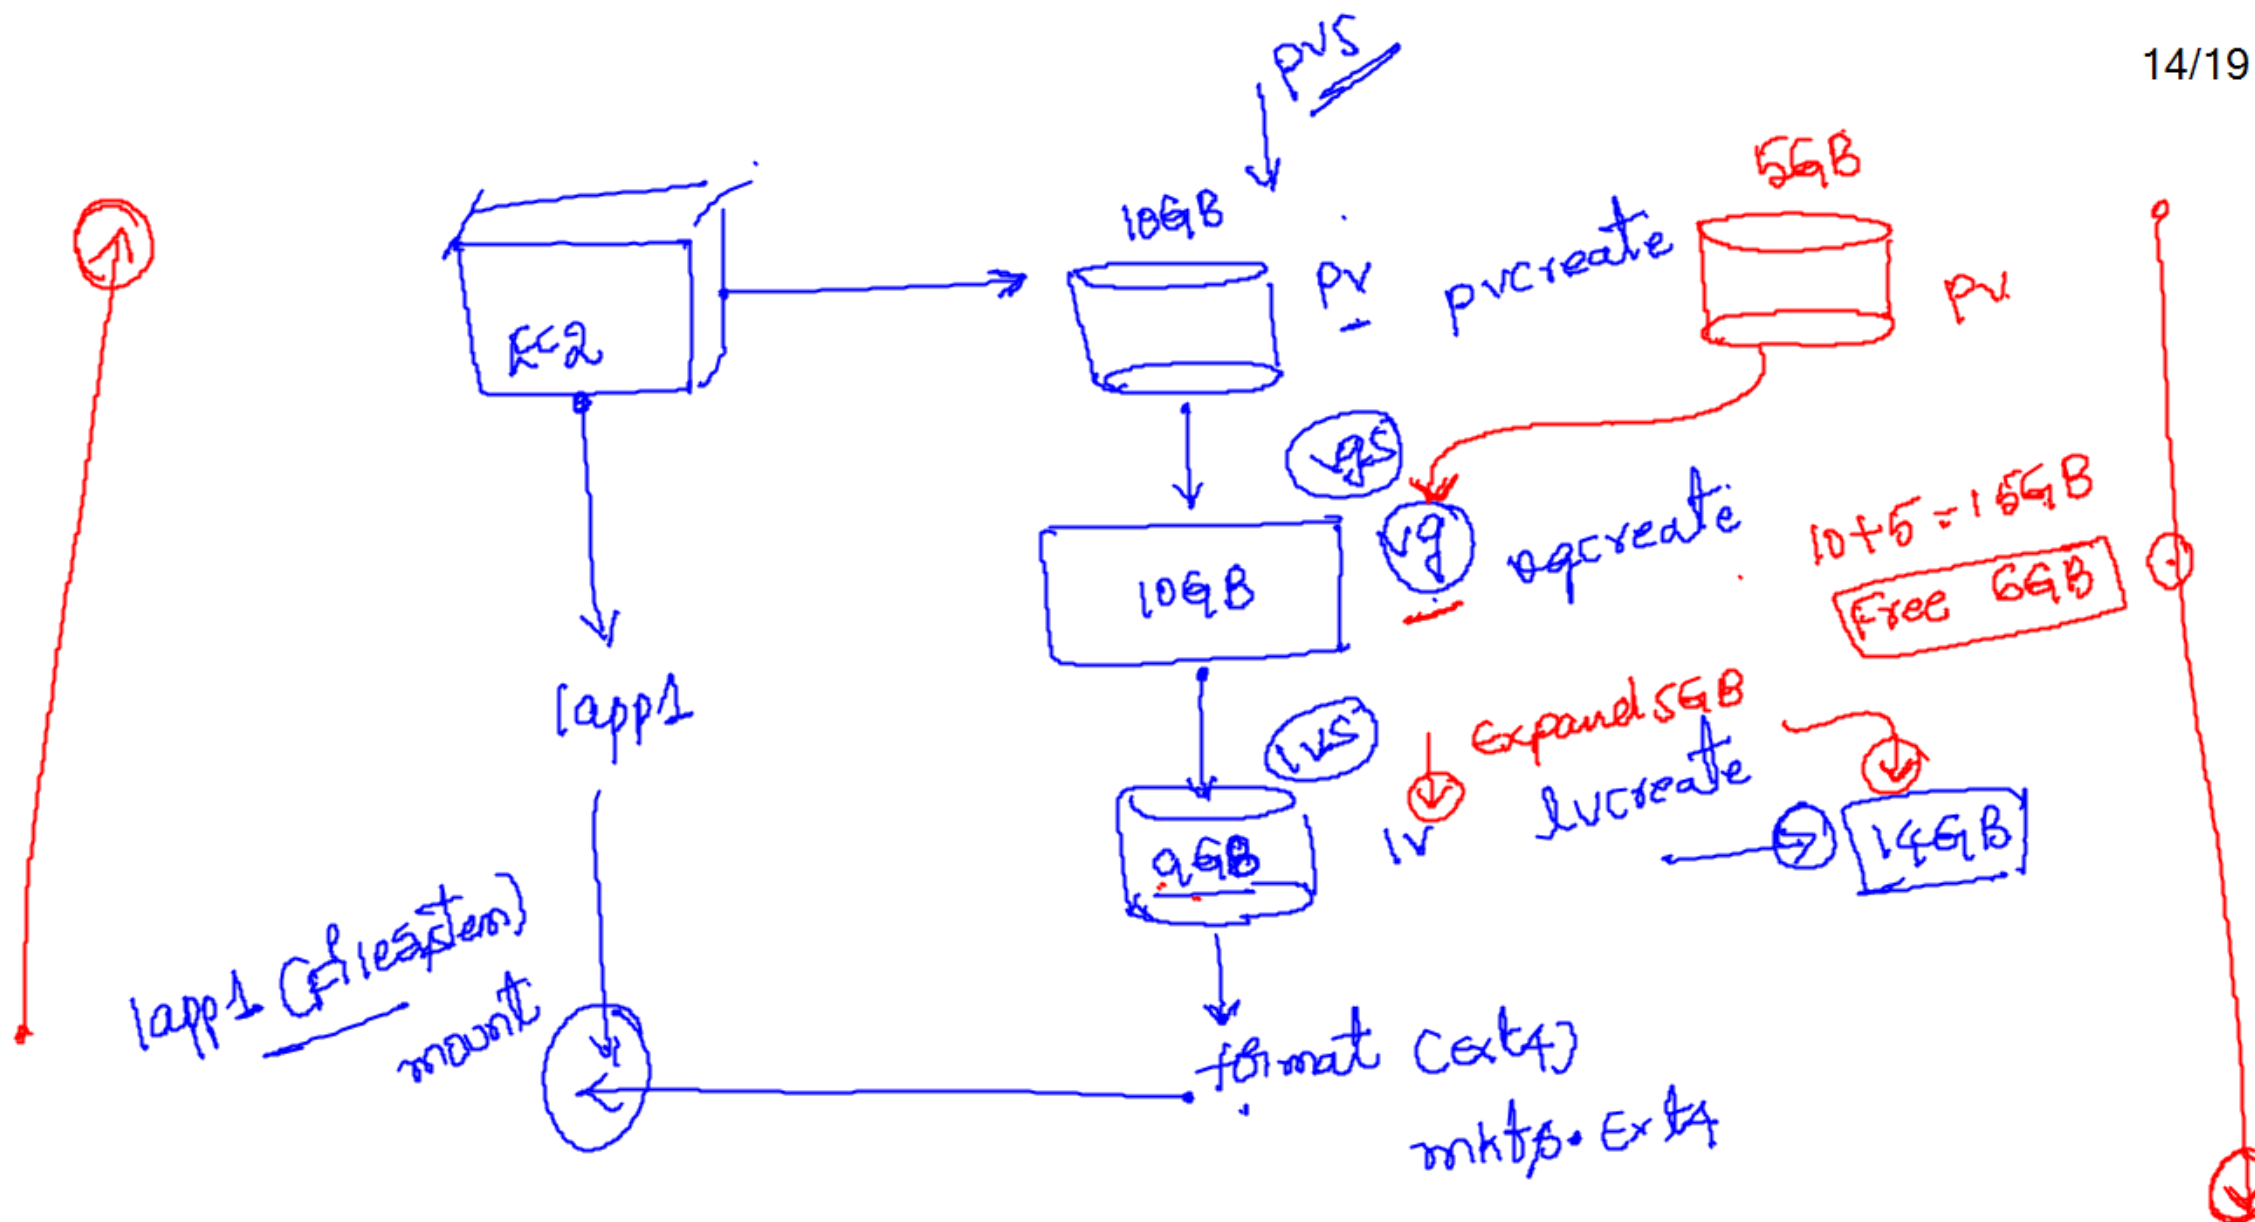 14/19
pvs
5GB
10GB
pv
pvcreate
pv
EC2
vgs
vg
vgcreate
10+5=15GB
Free 6GB
10GB
/app1
lvs
Expand 5GB
lvcreate
lv
14GB
9GB
/app1 (filesystem)
mount
format (ext4)
mkfs.ext4